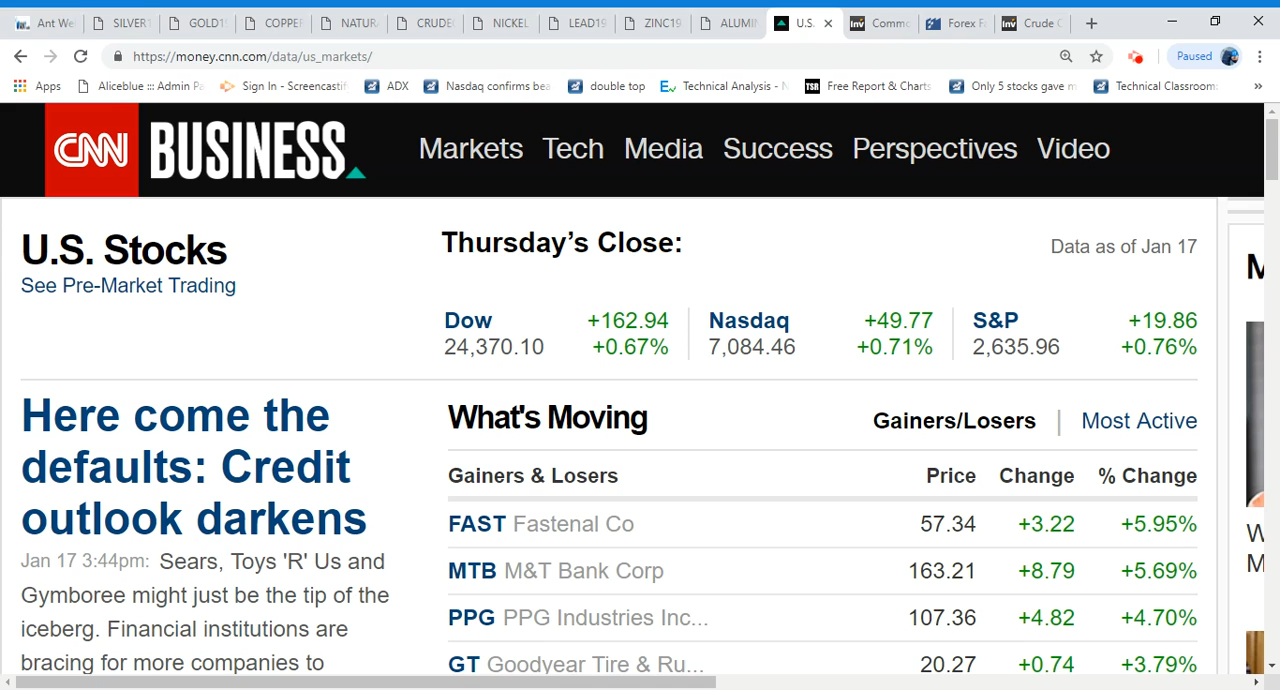 Ant We SILVER1 GOLD1 COPPE NATUR CRUDE NICKEL LEAD19 ZINC19 ALUMI U.S. Comm Forex F Crude
https://money.cnn.com/data/us_markets/ Paused
Apps Aliceblue ::: Admin Pa Sign In - Screencastif ADX Nasdaq confirms bea double top Technical Analysis - TSR Free Report & Charts Only 5 stocks gave m Technical Classroom: »
CNN BUSINESS Markets Tech Media Success Perspectives Video
U.S. Stocks
See Pre-Market Trading
Thursday’s Close: Data as of Jan 17
Dow +162.94 Nasdaq +49.77 S&P +19.86
24,370.10 +0.67% 7,084.46 +0.71% 2,635.96 +0.76%
Here come the
defaults: Credit
outlook darkens
Jan 17 3:44pm: Sears, Toys 'R' Us and
Gymboree might just be the tip of the
iceberg. Financial institutions are
bracing for more companies to
What's Moving Gainers/Losers | Most Active
Gainers & Losers Price Change % Change
FAST Fastenal Co 57.34 +3.22 +5.95%
MTB M&T Bank Corp 163.21 +8.79 +5.69%
PPG PPG Industries Inc... 107.36 +4.82 +4.70%
GT Goodyear Tire & Ru... 20.27 +0.74 +3.79%